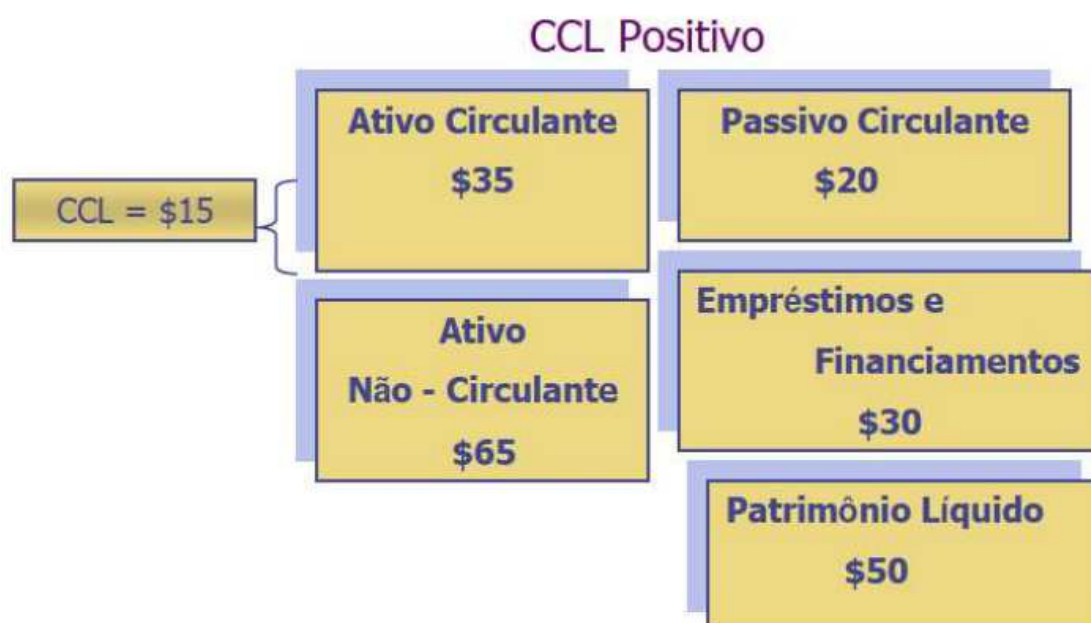 CCL Positivo
CCL = $15
Ativo Circulante
$35
Ativo
Não - Circulante
$65
Passivo Circulante
$20
Empréstimos e
Financiamentos
$30
Patrimônio Líquido
$50